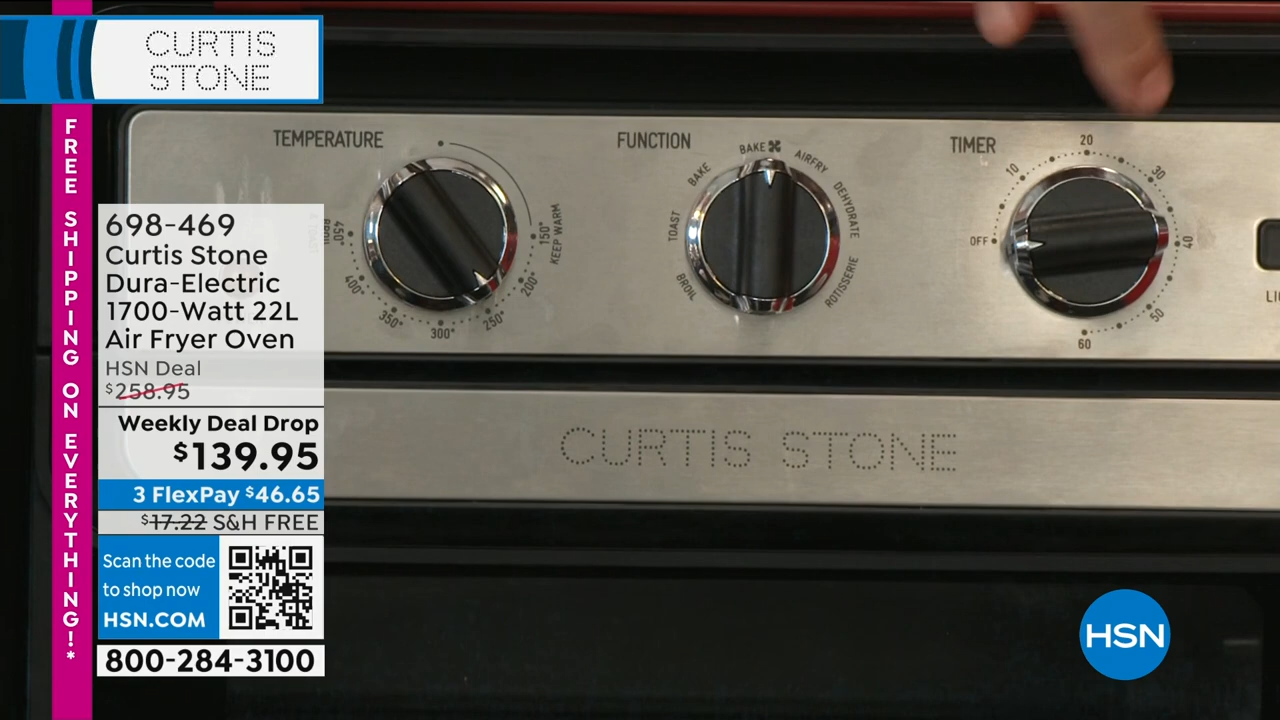 CURTIS
STONE
FREE SHIPPING ON EVERYTHING!*
698-469
Curtis Stone
Dura-Electric
1700-Watt 22L
Air Fryer Oven
HSN Deal
$258.95
Weekly Deal Drop
$139.95
3 FlexPay $46.65
$17.22 S&H FREE
Scan the code
to shop now
HSN.COM
800-284-3100
TEMPERATURE
150°
KEEP WARM
200°
250°
300°
350°
400°
450°
FUNCTION
BROIL
TOAST
BAKE
BAKE
AIRFRY
DEHYDRATE
ROTISSERIE
TIMER
OFF
10
20
30
40
50
60
CURTIS STONE
HSN